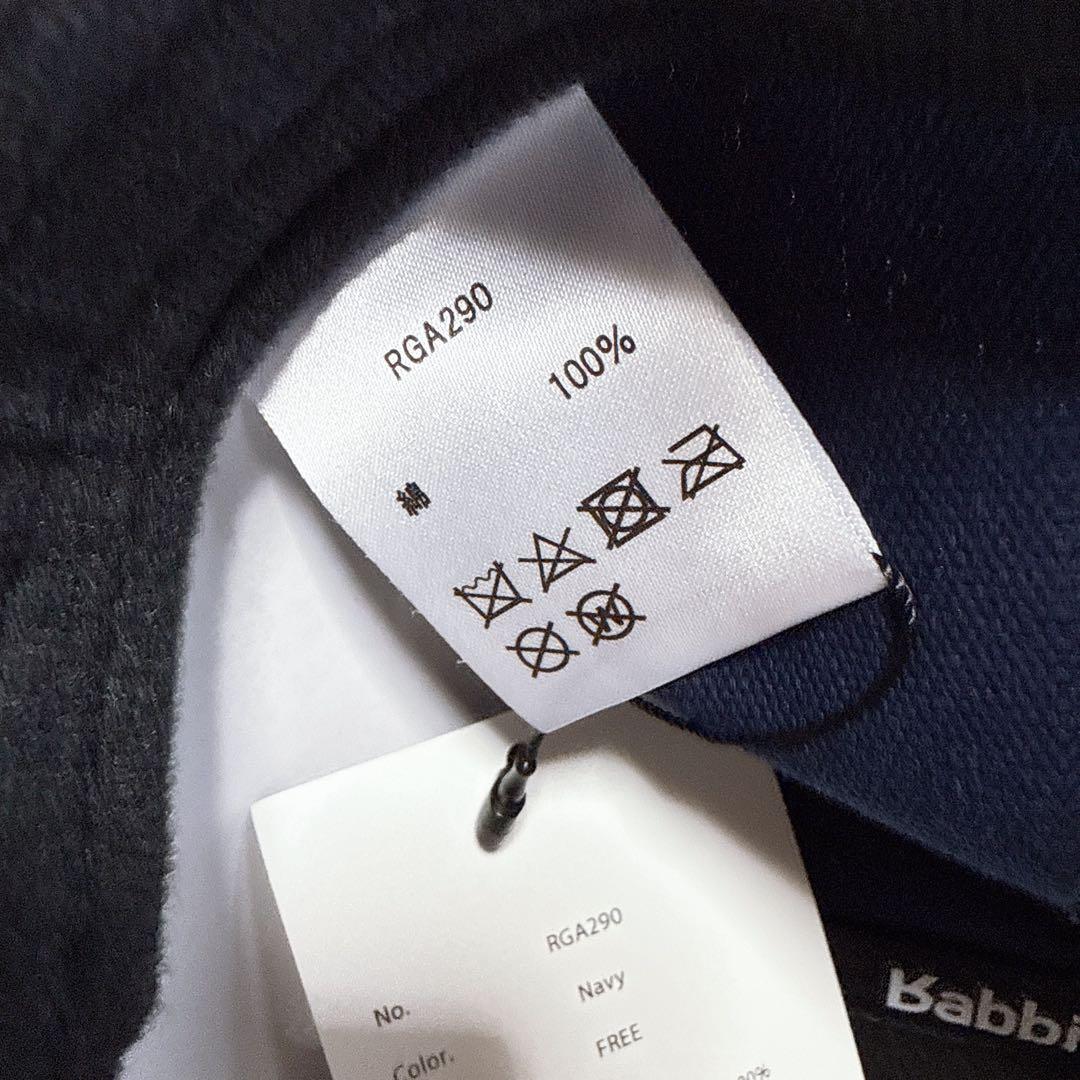 RGA290
綿 100%
W
No. RGA290
Color. Navy
FREE
Rabbi